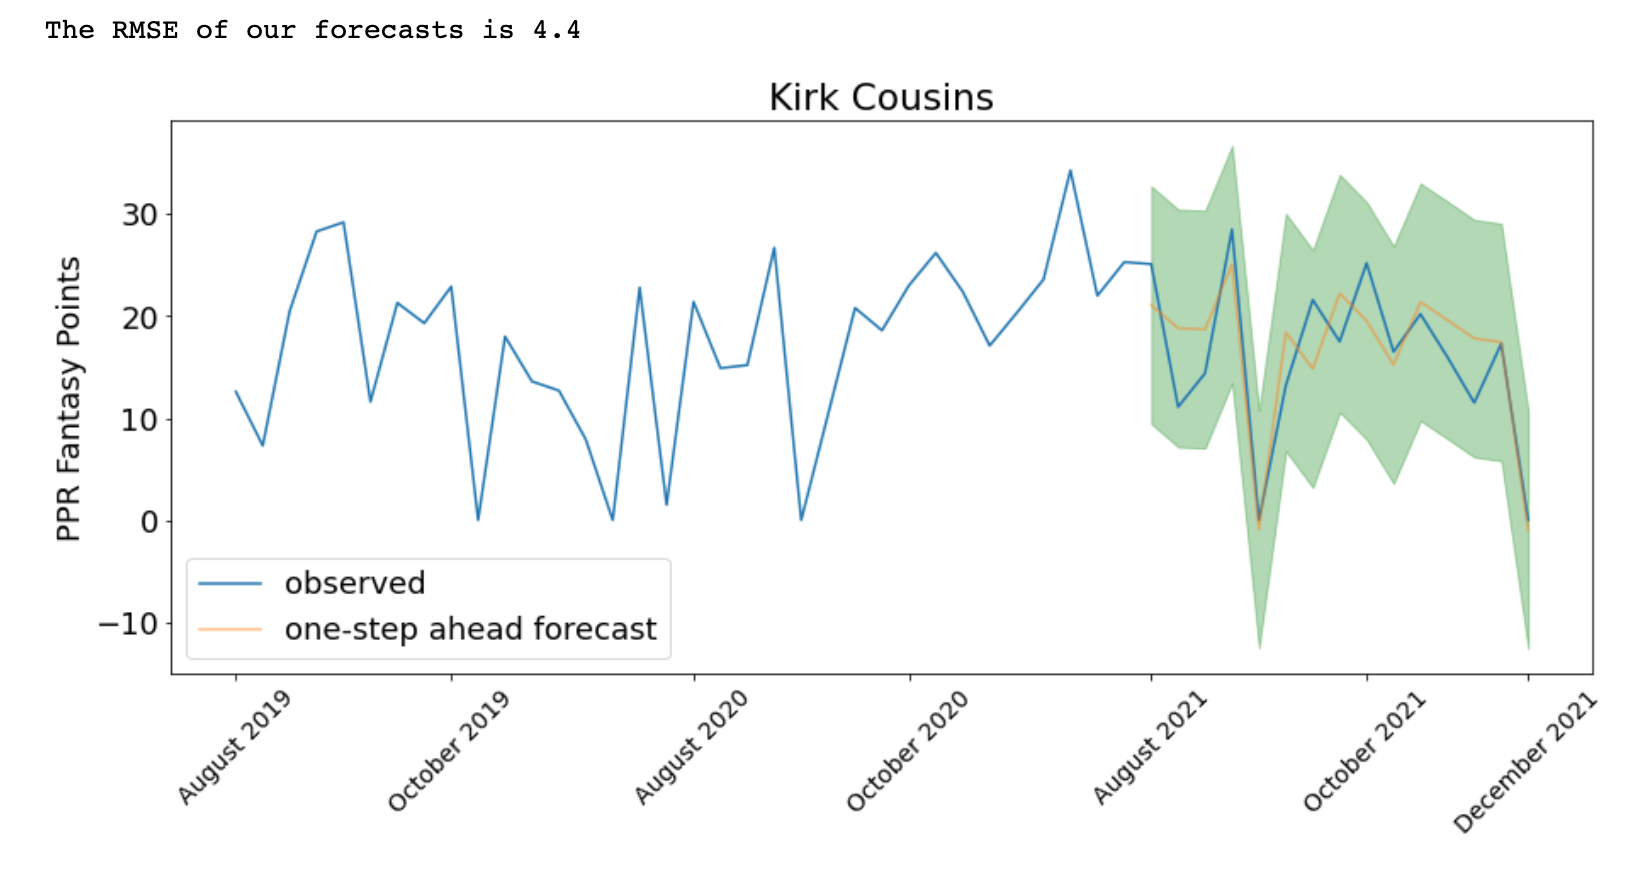 The RMSE of our forecasts is 4.4
Kirk Cousins
PPR Fantasy Points
30
20
10
0
−10
observed
one-step ahead forecast
August 2019
October 2019
August 2020
October 2020
August 2021
October 2021
December 2021